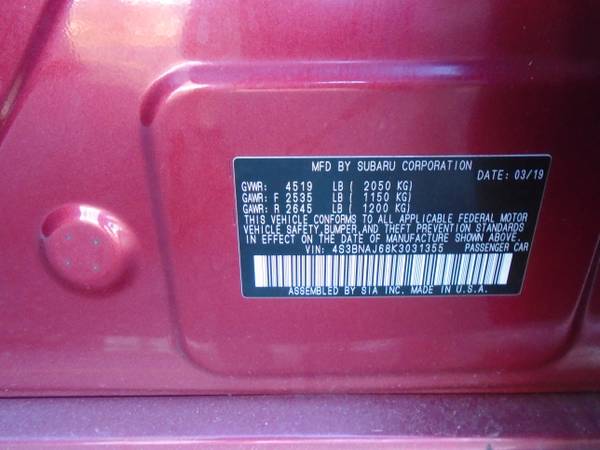 MFD BY SUBARU CORPORATION
DATE: 03/19
GVWR: 4519 LB ( 2050 KG)
GAWR: F 2535 LB ( 1150 KG)
GAWR: R 2645 LB ( 1200 KG)
THIS VEHICLE CONFORMS TO ALL APPLICABLE FEDERAL MOTOR
VEHICLE SAFETY,BUMPER,AND THEFT PREVENTION STANDARDS
IN EFFECT ON THE DATE OF MANUFACTURE SHOWN ABOVE.
VIN: 4S3BNAJ68K3031355 PASSENGER CAR
ASSEMBLED BY SIA INC. MADE IN U.S.A.